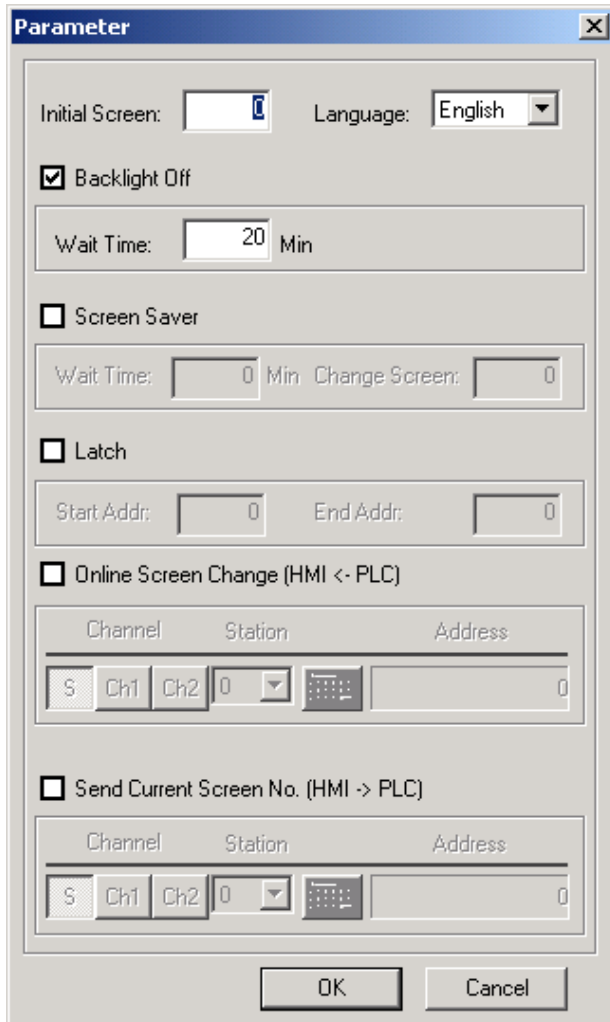 Parameter
Initial Screen: 0 Language: English
Backlight Off
Wait Time: 20 Min
Screen Saver
Wait Time: 0 Min Change Screen: 0
Latch
Start Addr: 0 End Addr: 0
Online Screen Change (HMI <- PLC)
Channel Station Address
S Ch1 Ch2 0 0
Send Current Screen No. (HMI -> PLC)
Channel Station Address
S Ch1 Ch2 0 0
OK Cancel